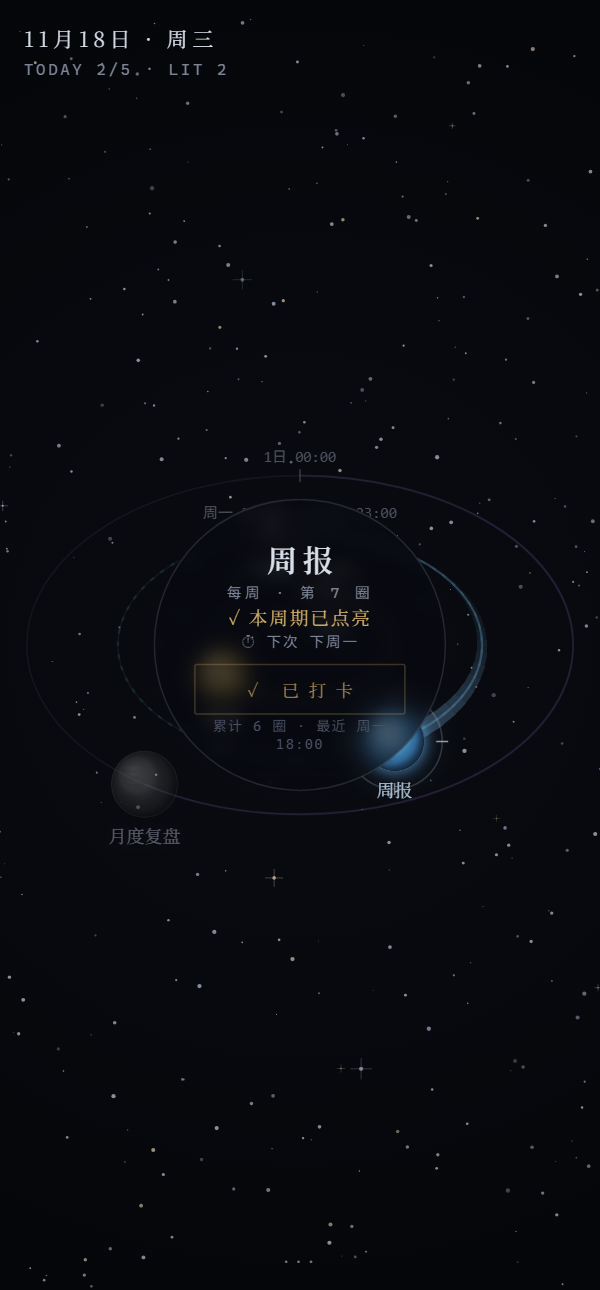 11月18日 · 周三
TODAY 2/5 · LIT 2
1日 00:00
周一
23:00
周报
每周 · 第 7 圈
✓ 本周期已点亮
⏱ 下次 下周一
✓ 已打卡
累计 6 圈 · 最近 周一
18:00
周报
月度复盘